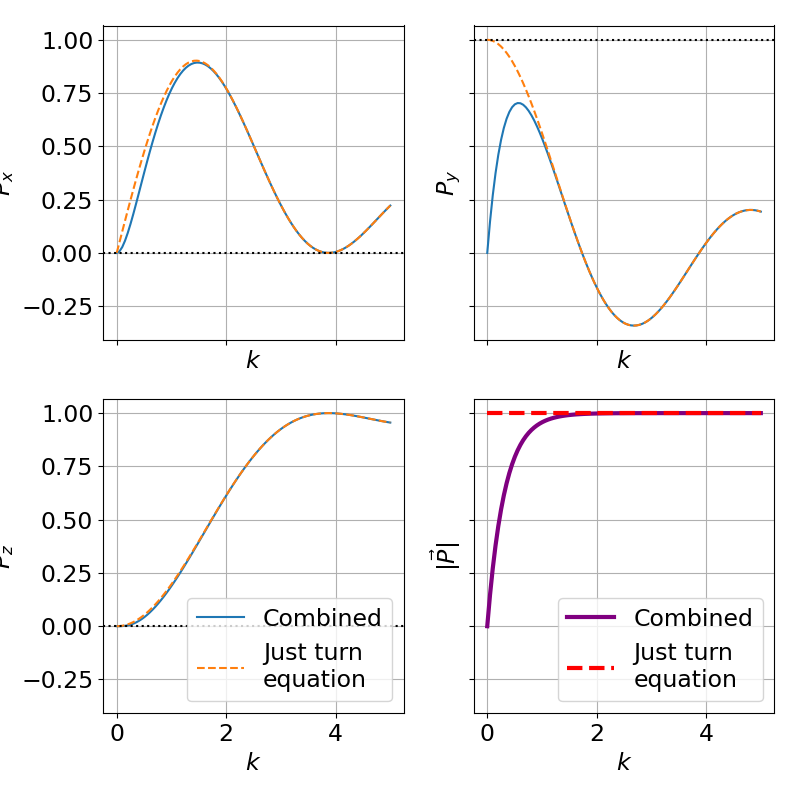 1.00
0.75
0.50
0.25
0.00
−0.25
P_x
k
P_y
k
1.00
0.75
0.50
0.25
0.00
−0.25
P_z
0 2 4
k
Combined
Just turn
equation
|P⃗|
0 2 4
k
Combined
Just turn
equation